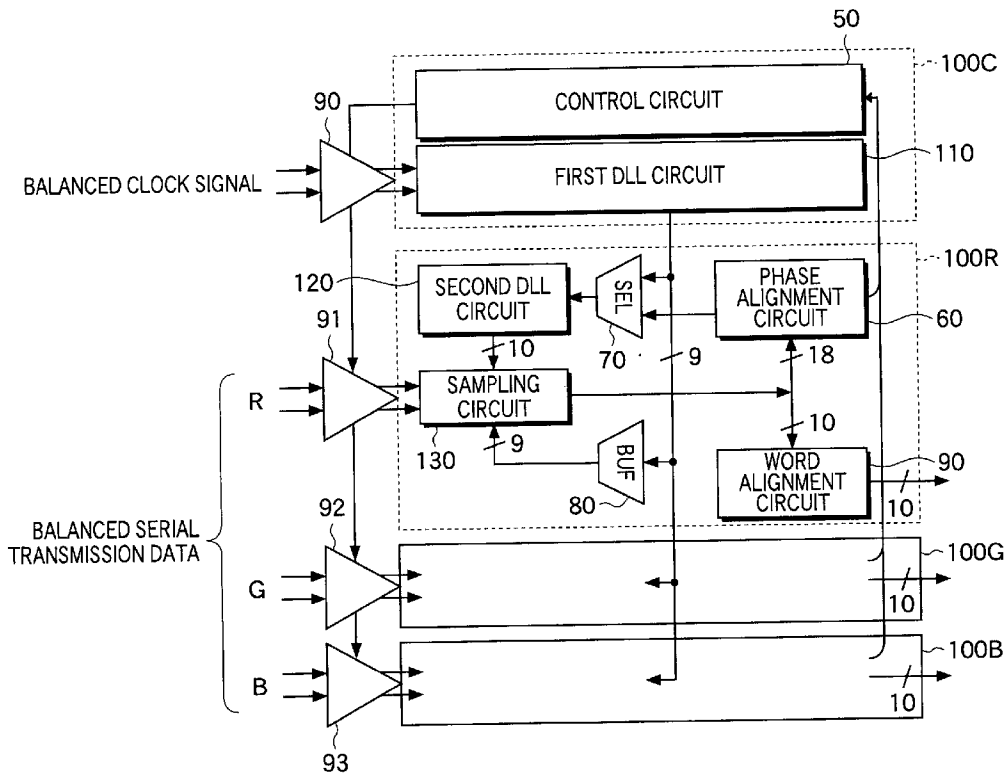 50
100C
CONTROL CIRCUIT
90
110
BALANCED CLOCK SIGNAL
FIRST DLL CIRCUIT
100R
120
SECOND DLL
CIRCUIT
SEL
PHASE
ALIGNMENT
CIRCUIT
60
70
91
10
9
18
R
SAMPLING
CIRCUIT
130
9
BUF
80
10
WORD
ALIGNMENT
CIRCUIT
90
10
BALANCED SERIAL
TRANSMISSION DATA
92
100G
G
10
100B
B
10
93